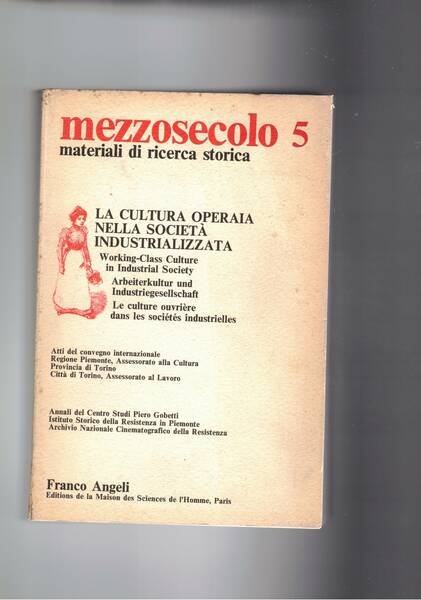 mezzosecolo 5
materiali di ricerca storica
LA CULTURA OPERAIA
NELLA SOCIETÀ
INDUSTRIALIZZATA
Working-Class Culture
in Industrial Society
Arbeiterkultur und
Industriegesellschaft
Le culture ouvrière
dans les sociétés industrielles
Atti del convegno internazionale
Regione Piemonte, Assessorato alla Cultura
Provincia di Torino
Città di Torino, Assessorato al Lavoro
Annali del Centro Studi Piero Gobetti
Istituto Storico della Resistenza in Piemonte
Archivio Nazionale Cinematografico della Resistenza
Franco Angeli
Editions de la Maison des Sciences de l'Homme, Paris